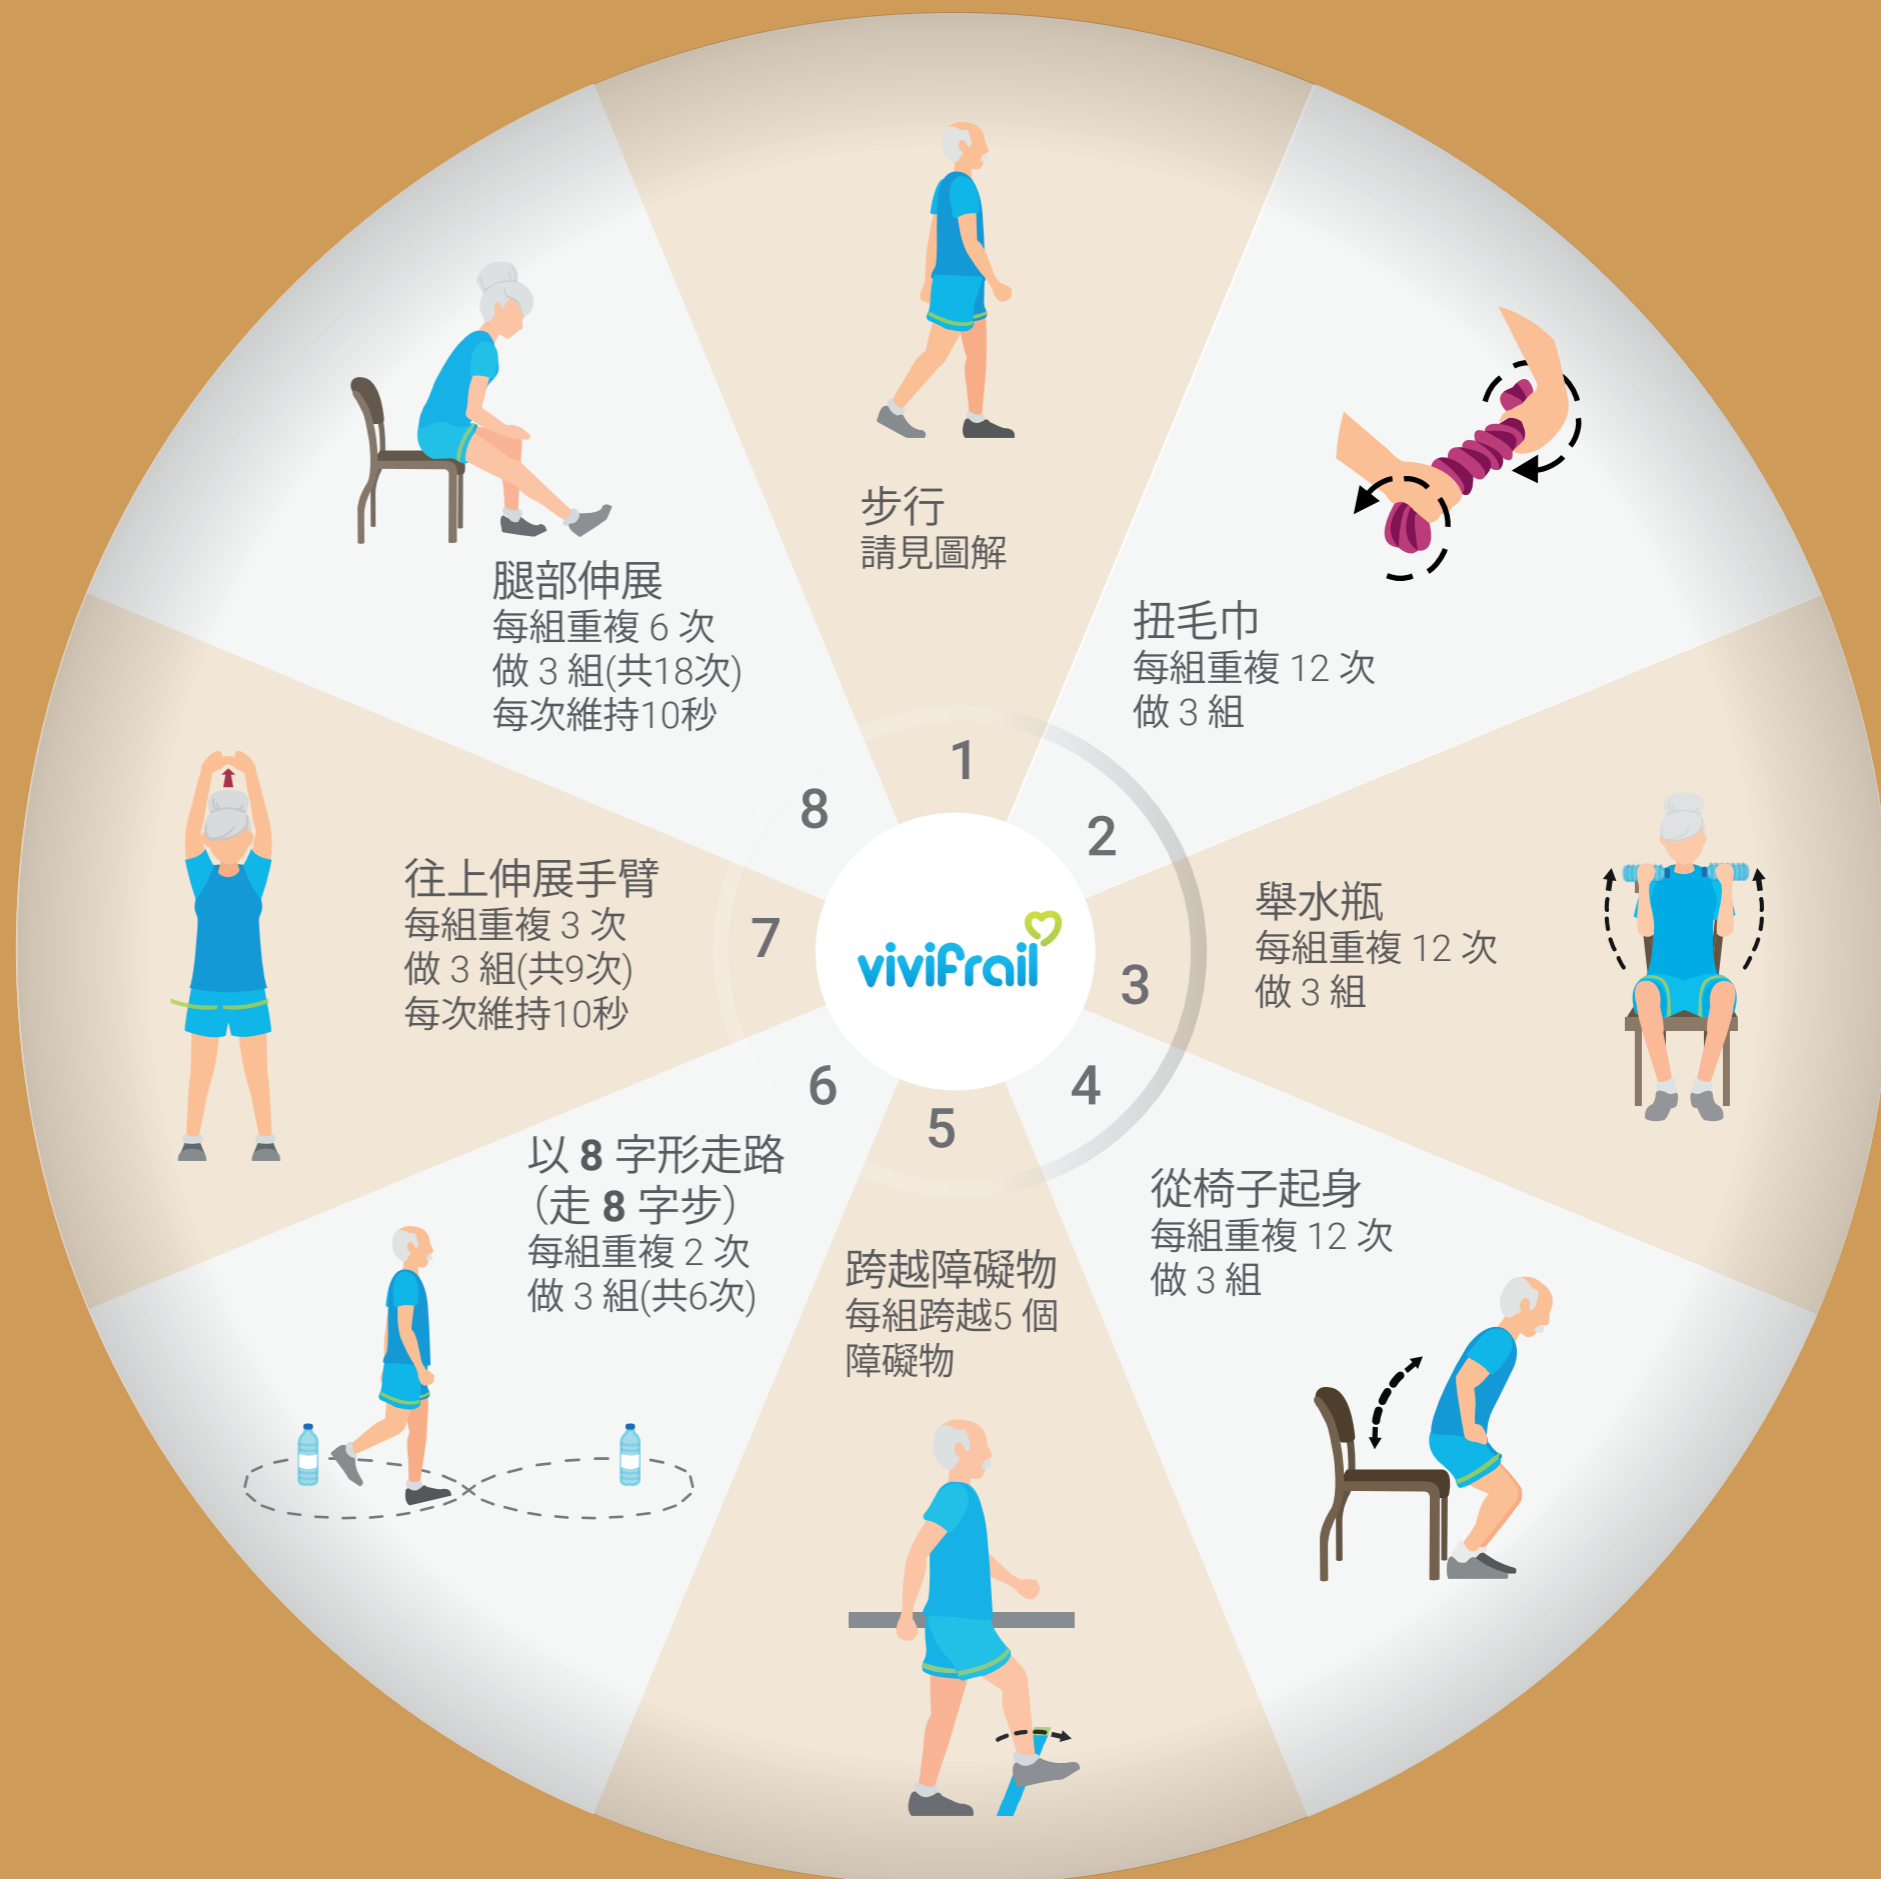 1
步行
請見圖解
2
扭毛巾
每組重複 12 次
做 3 組
3
舉水瓶
每組重複 12 次
做 3 組
4
從椅子起身
每組重複 12 次
做 3 組
5
跨越障礙物
每組跨越5 個
障礙物
6
以 8 字形走路
（走 8 字步）
每組重複 2 次
做 3 組(共6次)
7
往上伸展手臂
每組重複 3 次
做 3 組(共9次)
每次維持10秒
8
腿部伸展
每組重複 6 次
做 3 組(共18次)
每次維持10秒
vivifrail